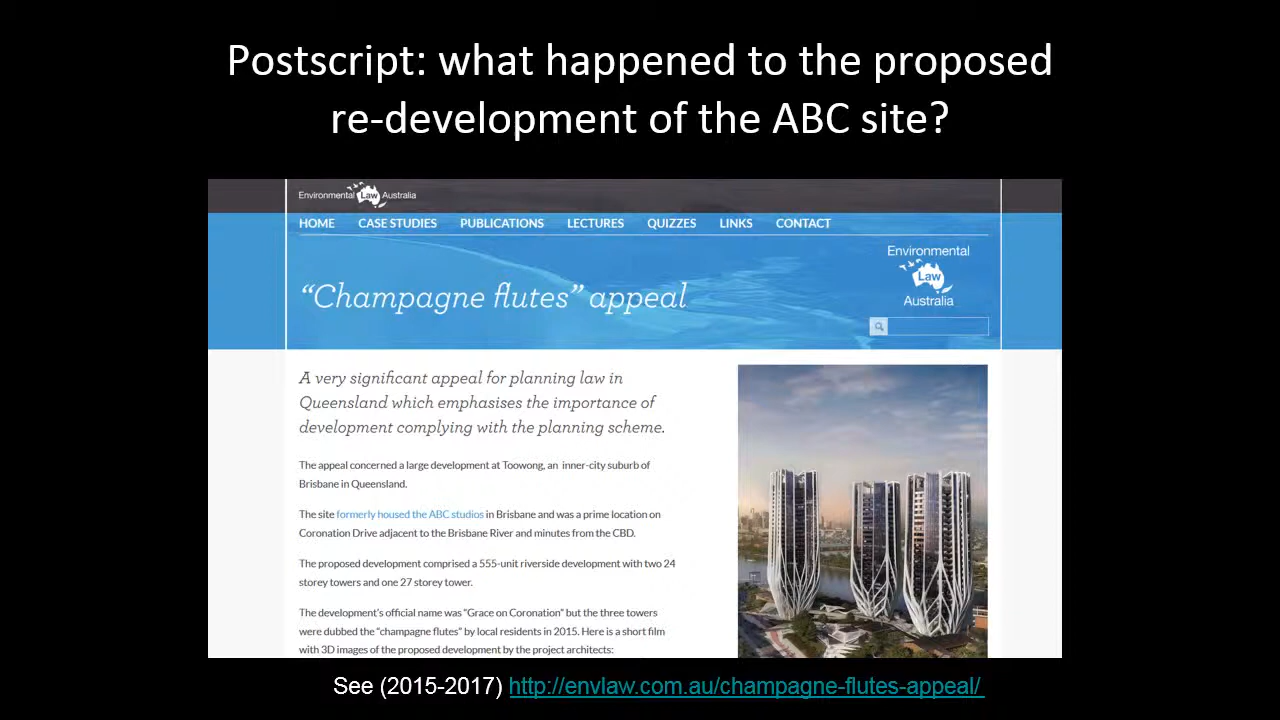 Postscript: what happened to the proposed
re-development of the ABC site?
Environmental Law Australia
HOME CASE STUDIES PUBLICATIONS LECTURES QUIZZES LINKS CONTACT
Environmental
Law
Australia
“Champagne flutes” appeal
A very significant appeal for planning law in
Queensland which emphasises the importance of
development complying with the planning scheme.
The appeal concerned a large development at Toowong, an inner-city suburb of
Brisbane in Queensland.
The site formerly housed the ABC studios in Brisbane and was a prime location on
Coronation Drive adjacent to the Brisbane River and minutes from the CBD.
The proposed development comprised a 555-unit riverside development with two 24
storey towers and one 27 storey tower.
The development's official name was "Grace on Coronation" but the three towers
were dubbed the "champagne flutes" by local residents in 2015. Here is a short film
with 3D images of the proposed development by the project architects:
See (2015-2017) http://envlaw.com.au/champagne-flutes-appeal/